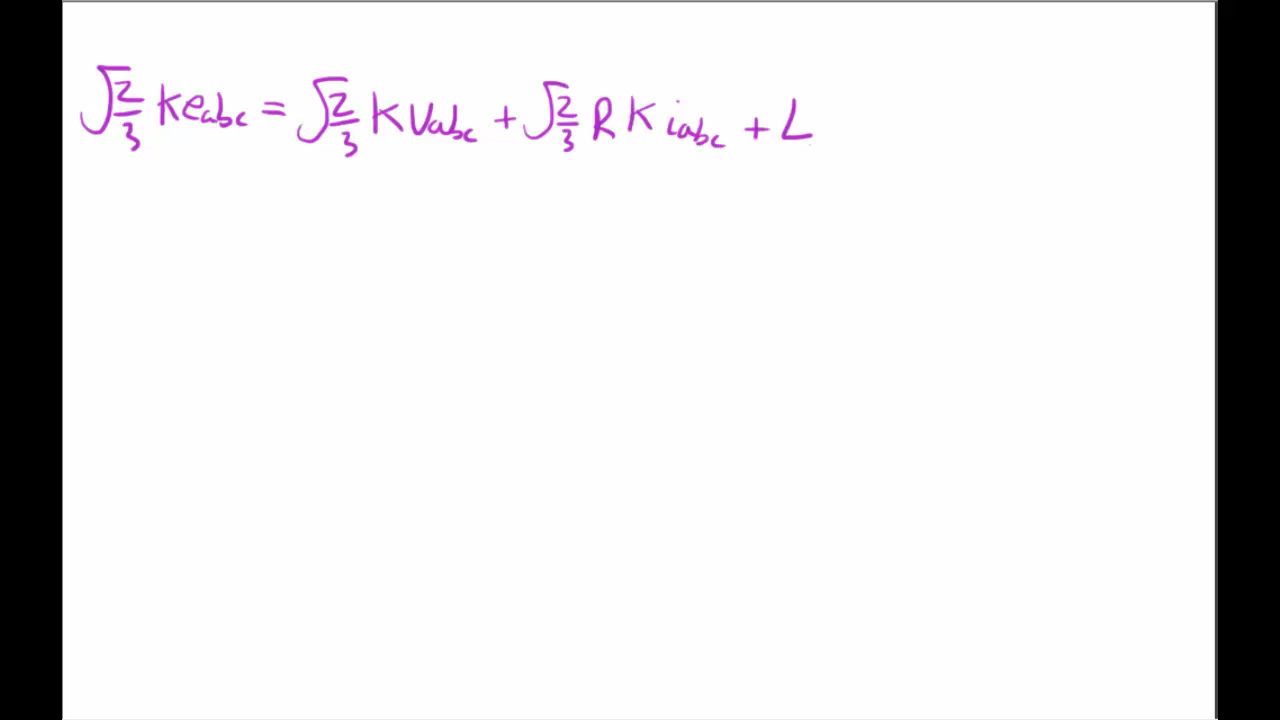 √2/3 K e_abc = √2/3 K v_abc + √2/3 R K i_abc + L